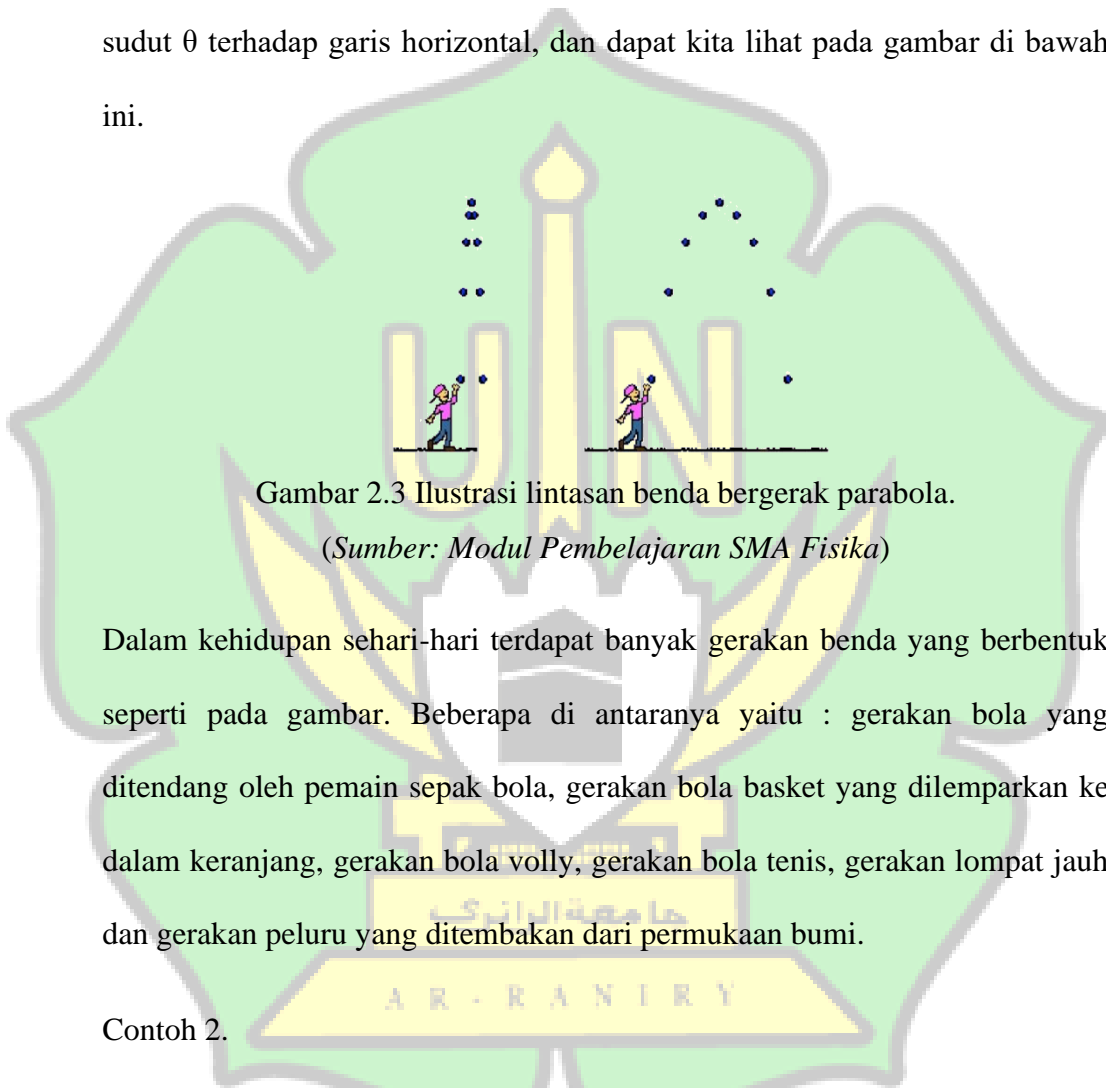 sudut θ terhadap garis horizontal, dan dapat kita lihat pada gambar di bawah
ini.
UIN
Gambar 2.3 Ilustrasi lintasan benda bergerak parabola.
(Sumber: Modul Pembelajaran SMA Fisika)
Dalam kehidupan sehari-hari terdapat banyak gerakan benda yang berbentuk
seperti pada gambar. Beberapa di antaranya yaitu : gerakan bola yang
ditendang oleh pemain sepak bola, gerakan bola basket yang dilemparkan ke
dalam keranjang, gerakan bola volly, gerakan bola tenis, gerakan lompat jauh
جامعة الرانري
dan gerakan peluru yang ditembakan dari permukaan bumi.
AR-RANIRY
Contoh 2.